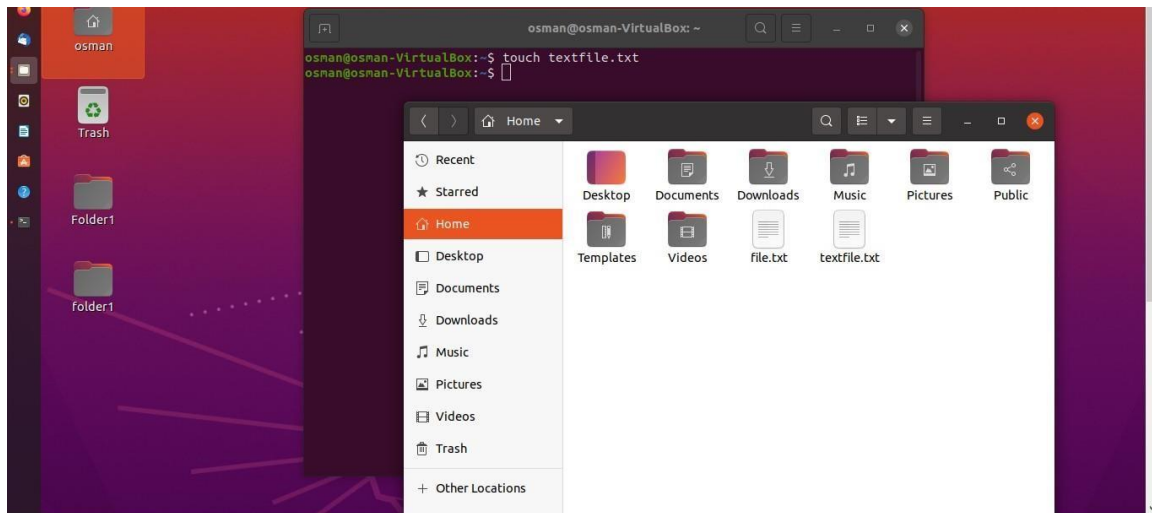 osman
Trash
Folder1
folder1
osman@osman-VirtualBox: ~
osman@osman-VirtualBox:~$ touch textfile.txt
osman@osman-VirtualBox:~$
Home
Recent
Starred
Home
Desktop
Documents
Downloads
Music
Pictures
Videos
Trash
+ Other Locations
Desktop Documents Downloads Music Pictures Public
Templates Videos file.txt textfile.txt